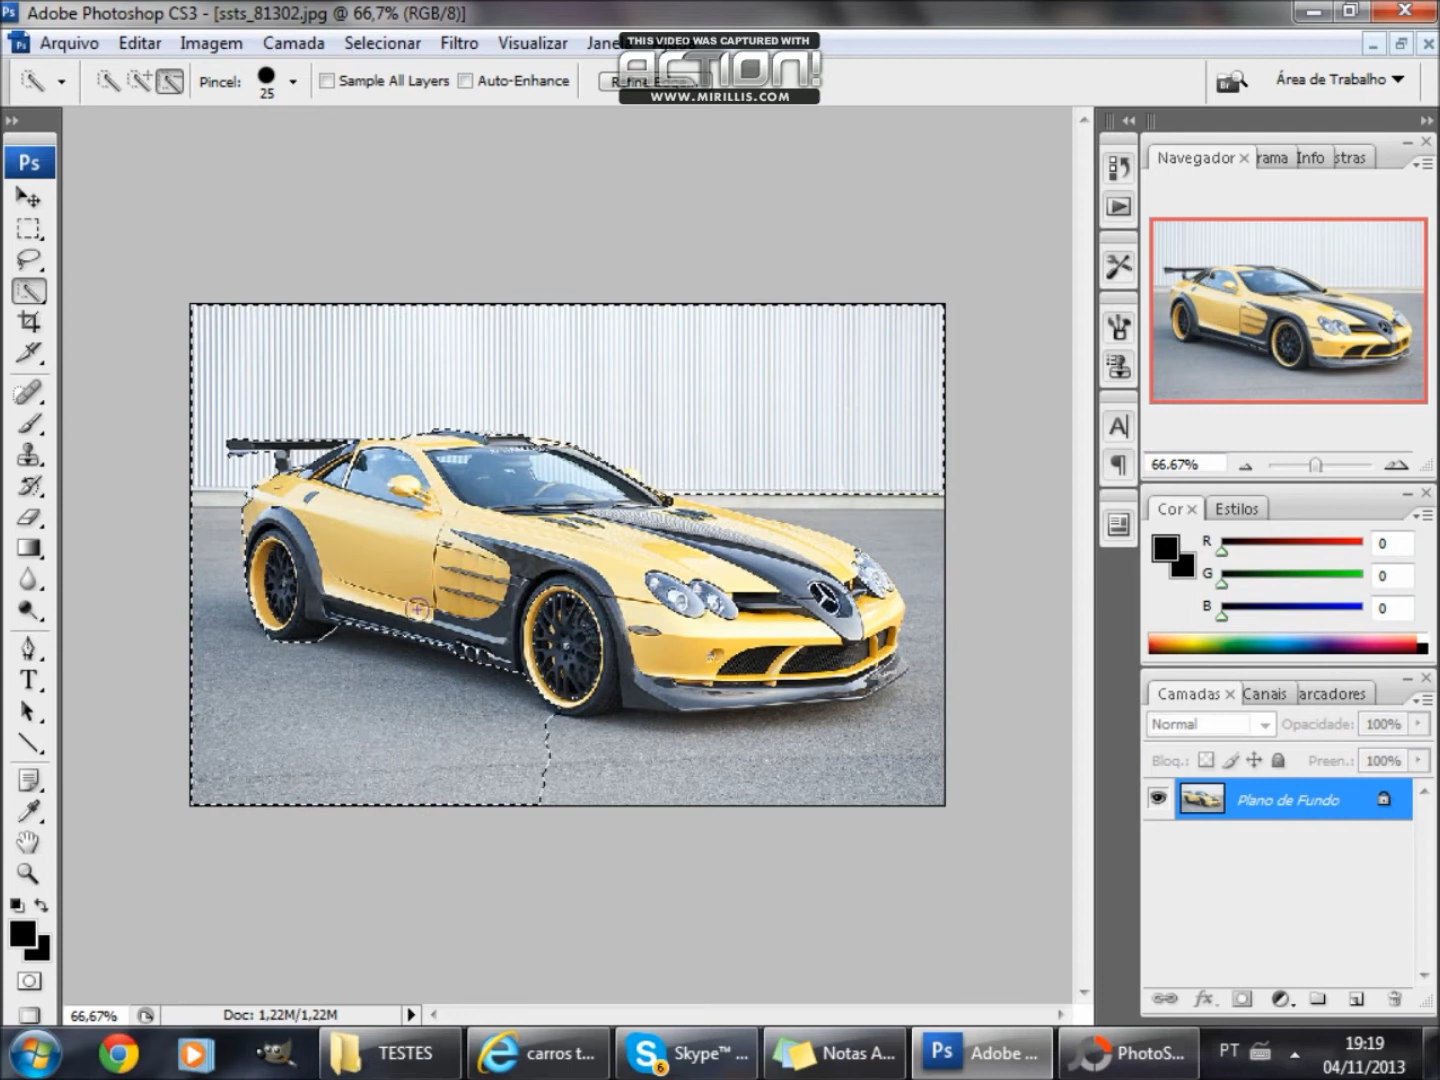 Adobe Photoshop CS3 - [ssts_81302.jpg @ 66,7% (RGB/8)]
Arquivo Editar Imagem Camada Selecionar Filtro Visualizar Janela
THIS VIDEO WAS CAPTURED WITH
ACTION!
WWW.MIRILLIS.COM
Pincel: 25 Sample All Layers Auto-Enhance Refine Edge...
Área de Trabalho
Ps
Navegador rama Info stras
66.67%
Cor Estilos
R 0
G 0
B 0
Camadas Canais arcadores
Normal Opacidade: 100%
Bloq.: Preen.: 100%
Plano de Fundo
66,67% Doc: 1,22M/1,22M
TESTES carros t... Skype™ ... 6 Notas A... Ps Adobe ... PhotoS... PT 19:19
04/11/2013